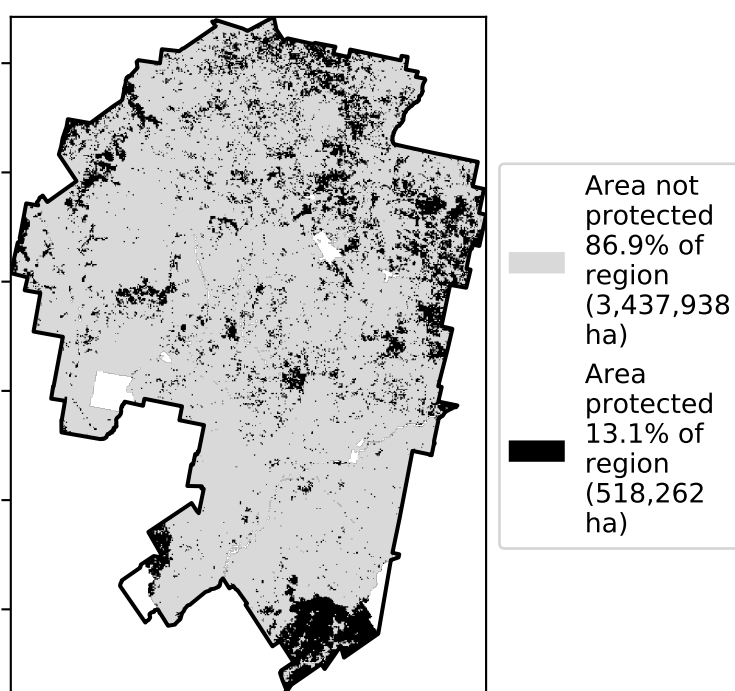 Area not
protected
86.9% of
region
(3,437,938
ha)
Area
protected
13.1% of
region
(518,262
ha)